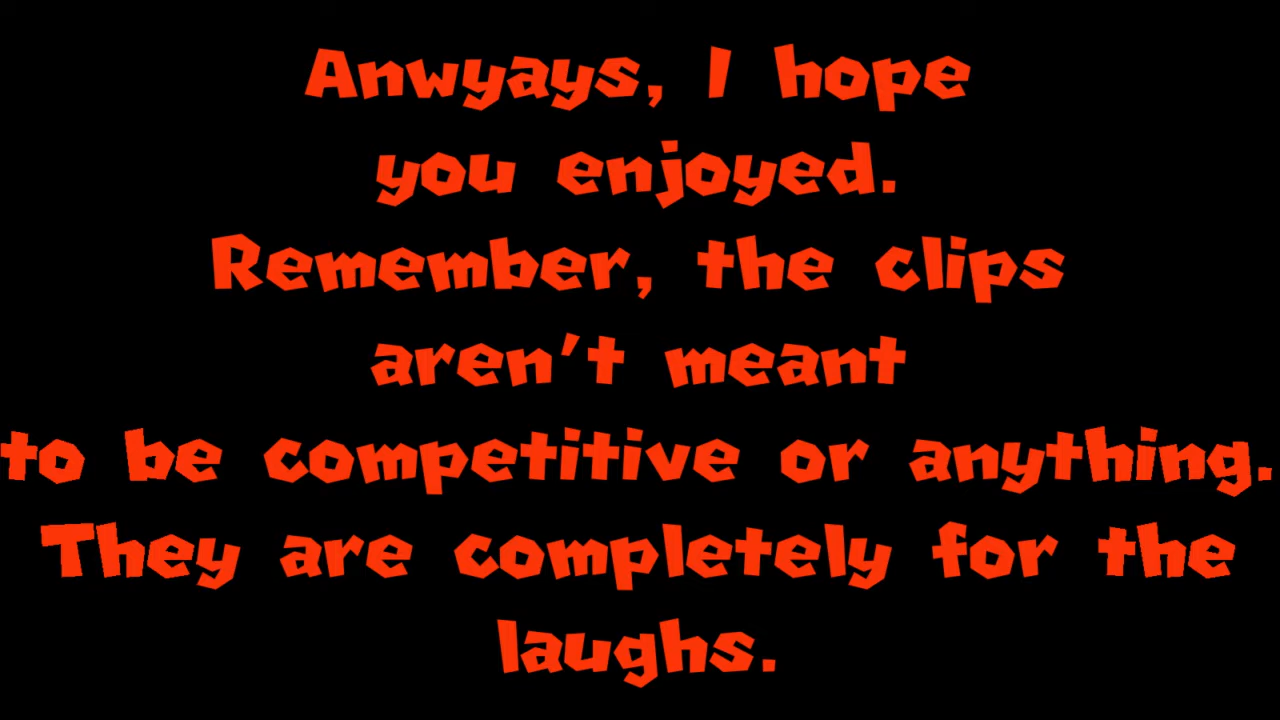 Anwyays, I hope
you enjoyed.
Remember, the clips
aren't meant
to be competitive or anything.
They are completely for the
laughs.